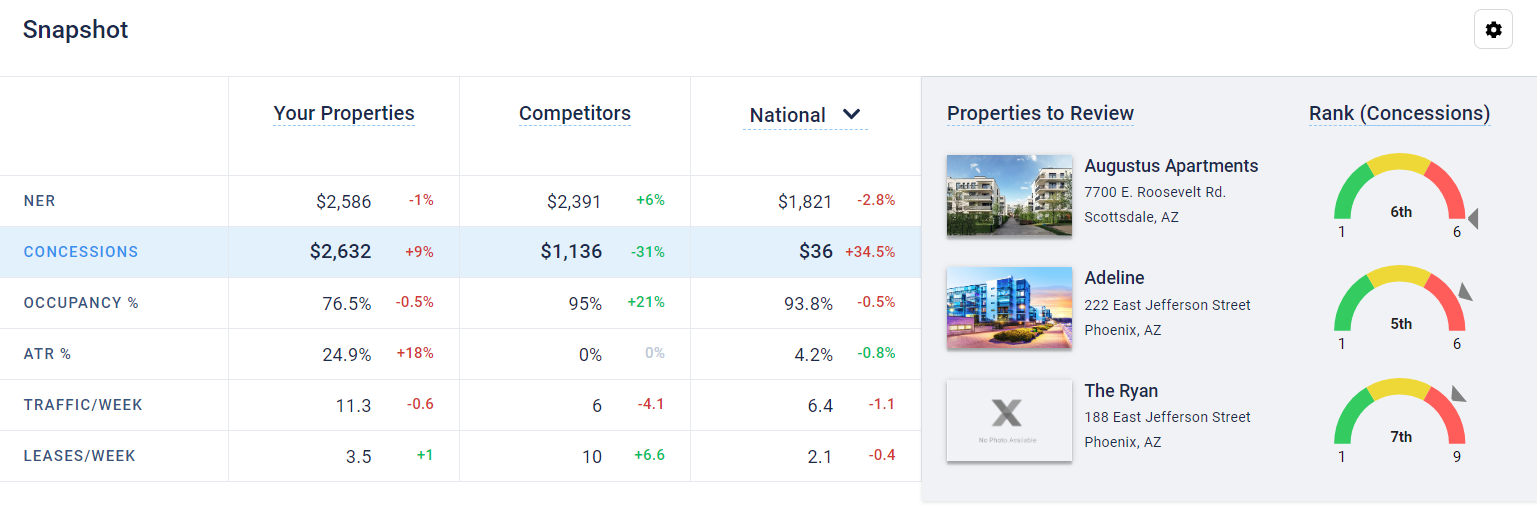 Snapshot
Your Properties Competitors National
NER $2,586 -1% $2,391 +6% $1,821 -2.8%
CONCESSIONS $2,632 +9% $1,136 -31% $36 +34.5%
OCCUPANCY % 76.5% -0.5% 95% +21% 93.8% -0.5%
ATR % 24.9% +18% 0% 0% 4.2% -0.8%
TRAFFIC/WEEK 11.3 -0.6 6 -4.1 6.4 -1.1
LEASES/WEEK 3.5 +1 10 +6.6 2.1 -0.4
Properties to Review Rank (Concessions)
Augustus Apartments
7700 E. Roosevelt Rd.
Scottsdale, AZ
6th
1 6
Adeline
222 East Jefferson Street
Phoenix, AZ
5th
1 6
X
No Photo Available
The Ryan
188 East Jefferson Street
Phoenix, AZ
7th
1 9